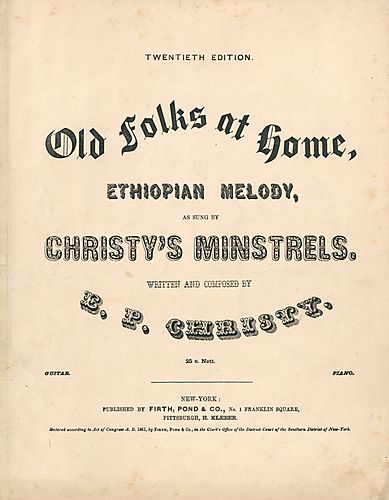 TWENTIETH EDITION.
Old Folks at Home,
ETHIOPIAN MELODY,
AS SUNG BY
CHRISTY'S MINSTRELS.
WRITTEN AND COMPOSED BY
E. P. CHRISTY.
25 c. Nett.
GUITAR. PIANO.
NEW-YORK:
PUBLISHED BY FIRTH, POND & CO., No. 1 FRANKLIN SQUARE,
PITTSBURGH, H. KLEBER.
Entered according to Act of Congress A. D. 1851, by FIRTH, POND & Co., in the Clerk's Office of the District Court of the Southern District of New-York.